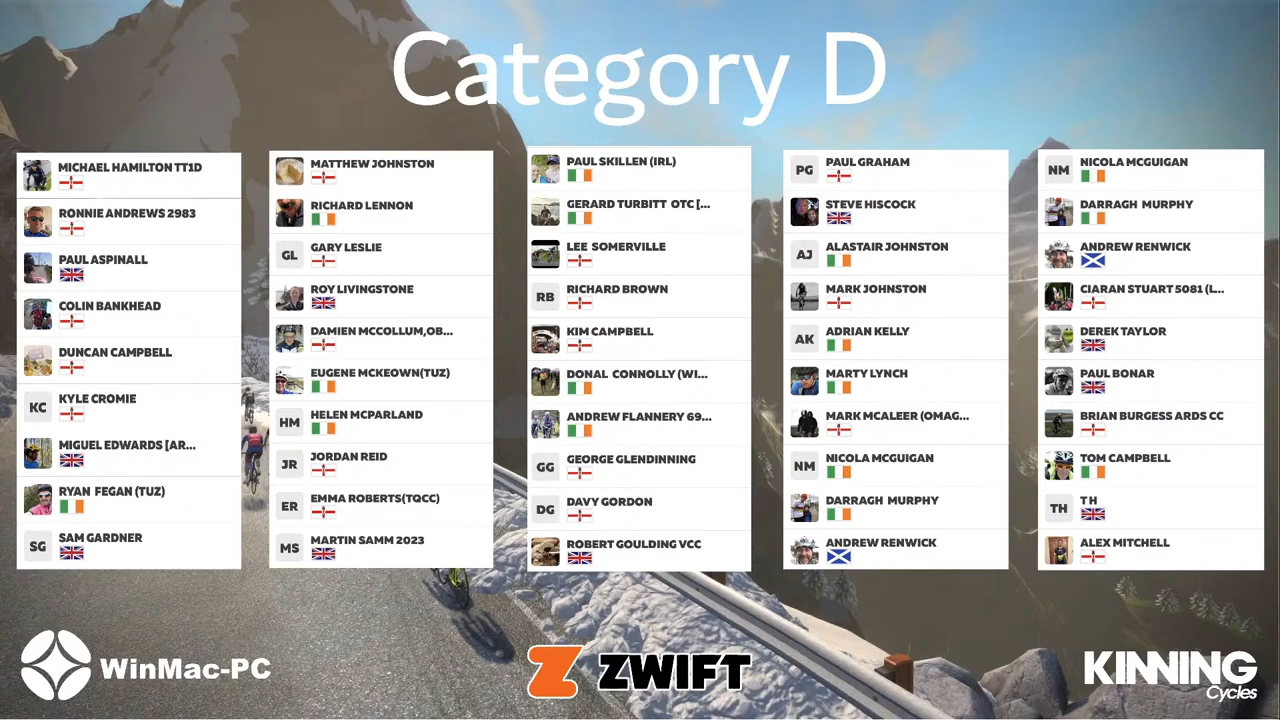 Category D
MICHAEL HAMILTON TT1D
RONNIE ANDREWS 2983
PAUL ASPINALL
COLIN BANKHEAD
DUNCAN CAMPBELL
KC KYLE CROMIE
MIGUEL EDWARDS [AR...
RYAN FEGAN (TUZ)
SG SAM GARDNER
MATTHEW JOHNSTON
RICHARD LENNON
GL GARY LESLIE
ROY LIVINGSTONE
DAMIEN MCCOLLUM,OB...
EUGENE MCKEOWN(TUZ)
HM HELEN MCPARLAND
JR JORDAN REID
ER EMMA ROBERTS(TQCC)
MS MARTIN SAMM 2023
PAUL SKILLEN (IRL)
GERARD TURBITT OTC [...
LEE SOMERVILLE
RB RICHARD BROWN
KIM CAMPBELL
DONAL CONNOLLY (WI...
ANDREW FLANNERY 69...
GG GEORGE GLENDINNING
DG DAVY GORDON
ROBERT GOULDING VCC
PG PAUL GRAHAM
STEVE HISCOCK
AJ ALASTAIR JOHNSTON
MARK JOHNSTON
AK ADRIAN KELLY
MARTY LYNCH
MARK MCALEER (OMAG...
NM NICOLA MCGUIGAN
DARRAGH MURPHY
ANDREW RENWICK
NM NICOLA MCGUIGAN
DARRAGH MURPHY
ANDREW RENWICK
CIARAN STUART 5081 (L...
DEREK TAYLOR
PAUL BONAR
BRIAN BURGESS ARDS CC
TOM CAMPBELL
TH T H
ALEX MITCHELL
WinMac-PC
ZWIFT
KINNING
Cycles